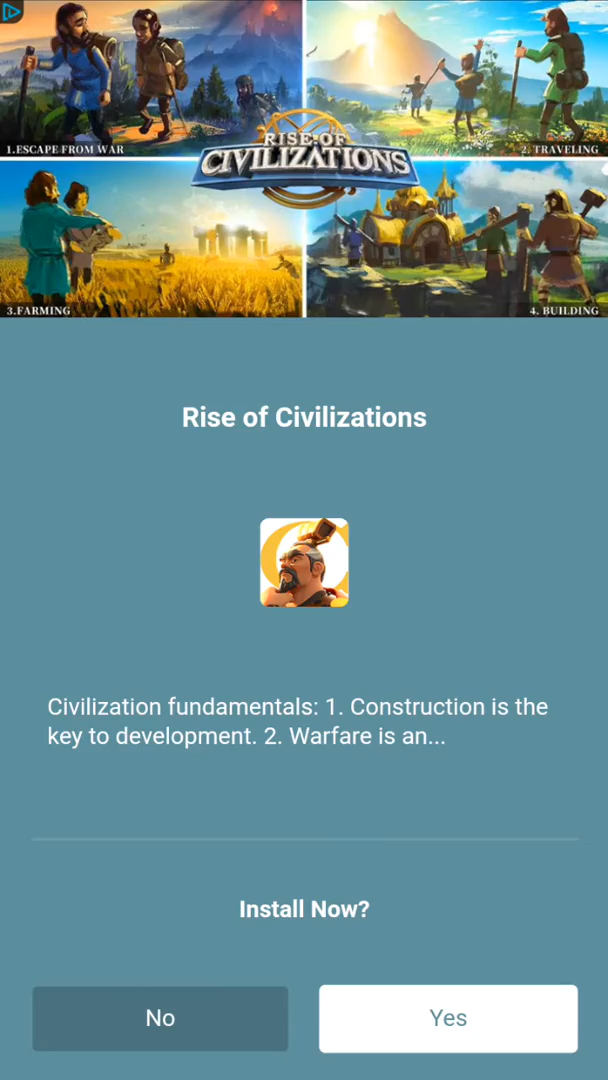 1.ESCAPE FROM WAR
2. TRAVELING
RISE OF
CIVILIZATIONS
3.FARMING
4. BUILDING
Rise of Civilizations
Civilization fundamentals: 1. Construction is the
key to development. 2. Warfare is an...
Install Now?
No
Yes